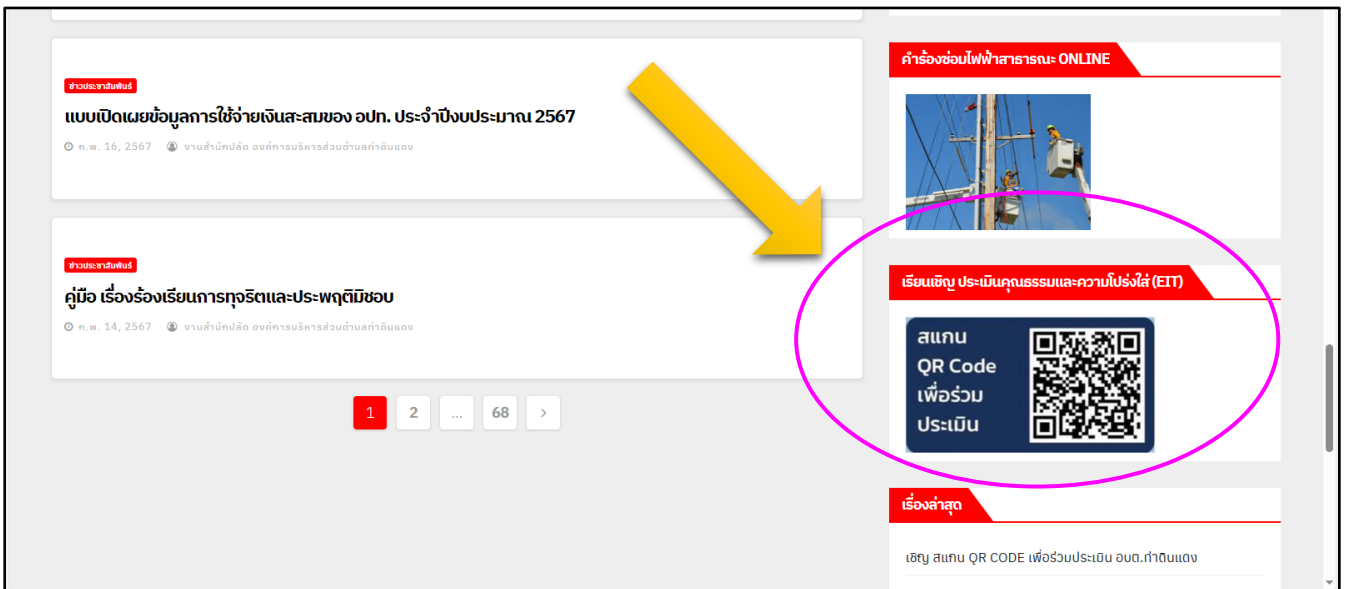 ข่าวประชาสัมพันธ์
แบบเปิดเผยข้อมูลการใช้จ่ายเงินสะสมของ อปท. ประจำปีงบประมาณ 2567
ก.พ. 16, 2567 งานสำนักปลัด องค์การบริหารส่วนตำบลท่าดินแดง
ข่าวประชาสัมพันธ์
คู่มือ เรื่องร้องเรียนการทุจริตและประพฤติมิชอบ
ก.พ. 14, 2567 งานสำนักปลัด องค์การบริหารส่วนตำบลท่าดินแดง
1 2 ... 68 >
คำร้องซ่อมไฟฟ้าสาธารณะ ONLINE
เรียนเชิญ ประเมินคุณธรรมและความโปร่งใส่ (EIT)
สแกน
QR Code
เพื่อร่วม
ประเมิน
เรื่องล่าสุด
เชิญ สแกน QR CODE เพื่อร่วมประเมิน อบต.ท่าดินแดง